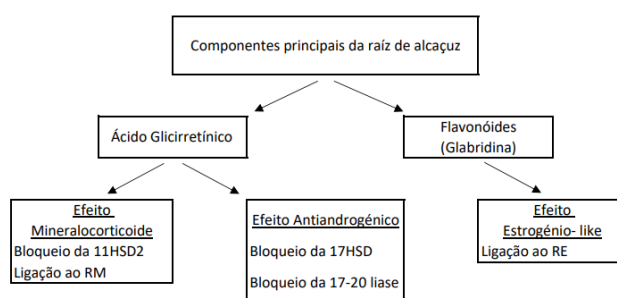 Componentes principais da raíz de alcaçuz
Ácido Glicirretínico
Flavonóides
(Glabridina)
Efeito
Mineralocorticoide
Bloqueio da 11HSD2
Ligação ao RM
Efeito Antiandrogénico
Bloqueio da 17HSD
Bloqueio da 17-20 liase
Efeito
Estrogénio- like
Ligação ao RE